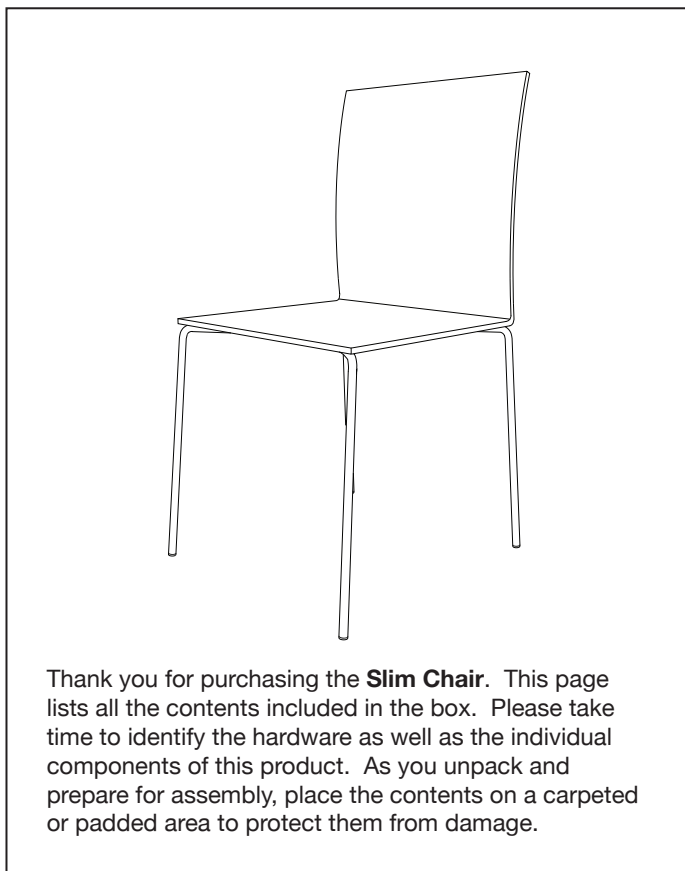 Thank you for purchasing the Slim Chair.  This page
lists all the contents included in the box.  Please take
time to identify the hardware as well as the individual
components of this product.  As you unpack and
prepare for assembly, place the contents on a carpeted
or padded area to protect them from damage.